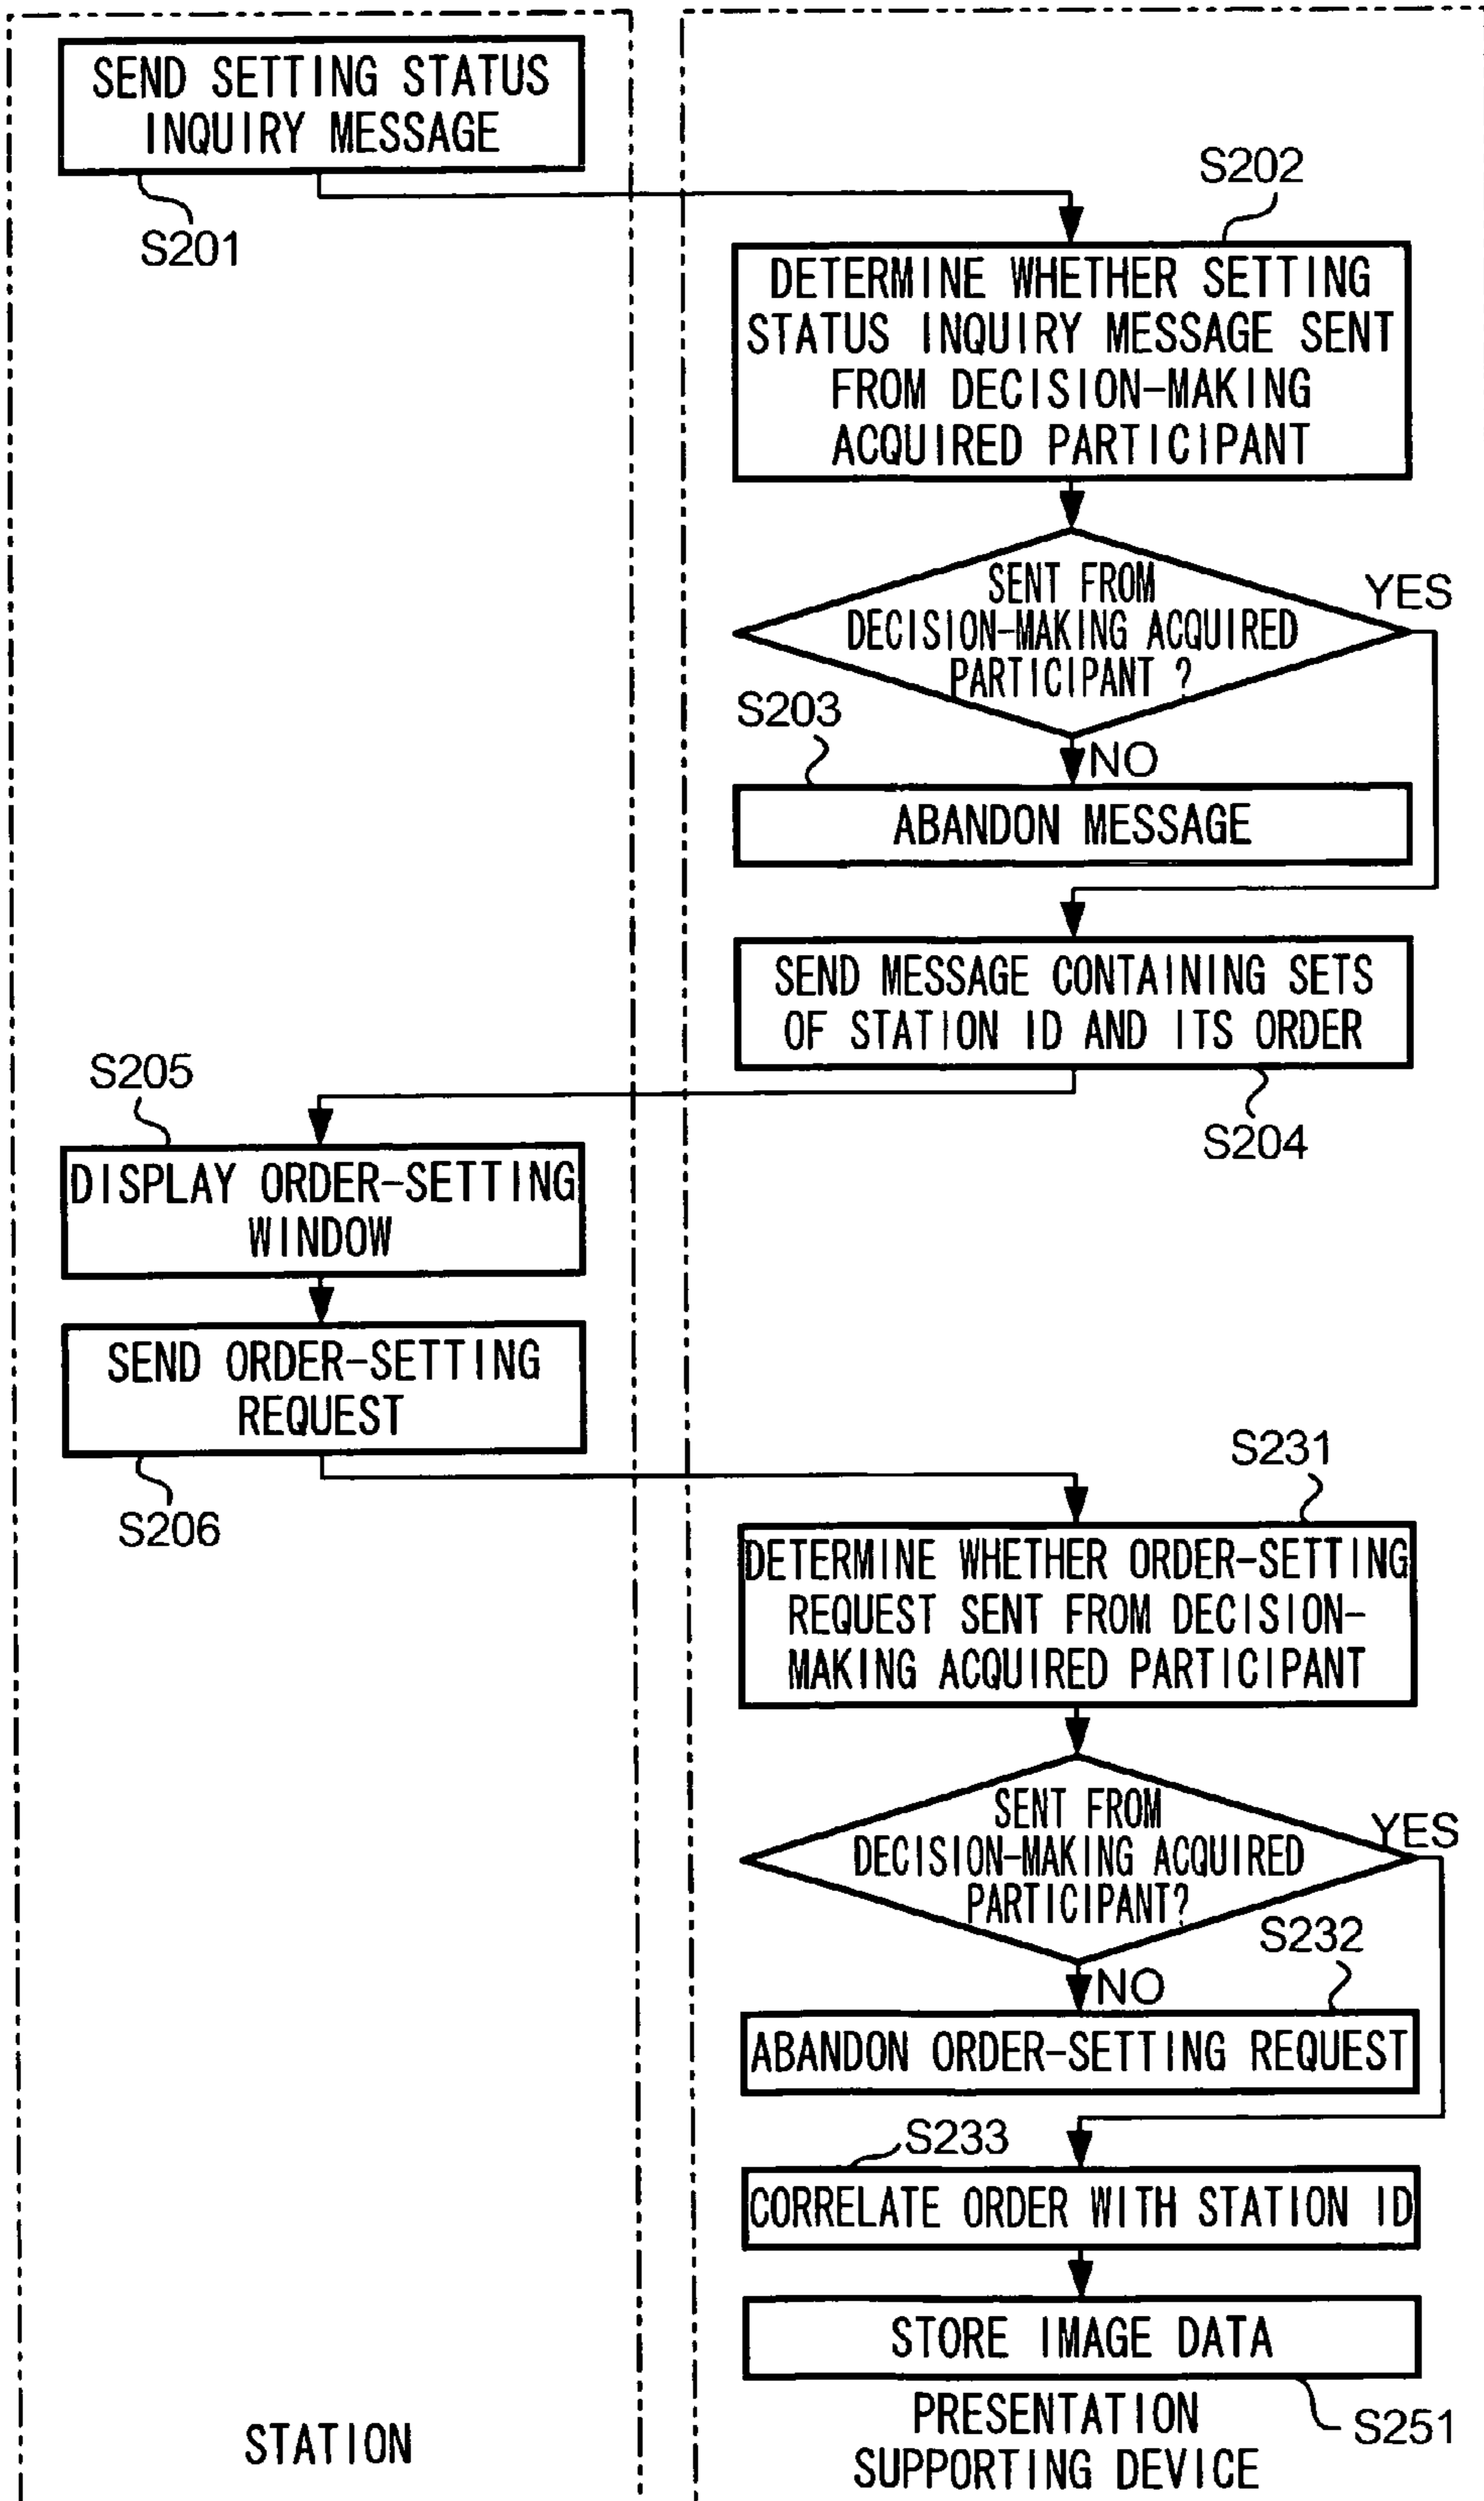 SEND SETTING STATUS
INQUIRY MESSAGE
S201
S202
DETERMINE WHETHER SETTING
STATUS INQUIRY MESSAGE SENT
FROM DECISION-MAKING
ACQUIRED PARTICIPANT
SENT FROM
DECISION-MAKING ACQUIRED
PARTICIPANT ?
YES
S203
NO
ABANDON MESSAGE
SEND MESSAGE CONTAINING SETS
OF STATION ID AND ITS ORDER
S204
S205
DISPLAY ORDER-SETTING
WINDOW
SEND ORDER-SETTING
REQUEST
S206
S231
DETERMINE WHETHER ORDER-SETTING
REQUEST SENT FROM DECISION-
MAKING ACQUIRED PARTICIPANT
SENT FROM
DECISION-MAKING ACQUIRED
PARTICIPANT?
YES
S232
NO
ABANDON ORDER-SETTING REQUEST
S233
CORRELATE ORDER WITH STATION ID
STORE IMAGE DATA
S251
STATION
PRESENTATION
SUPPORTING DEVICE